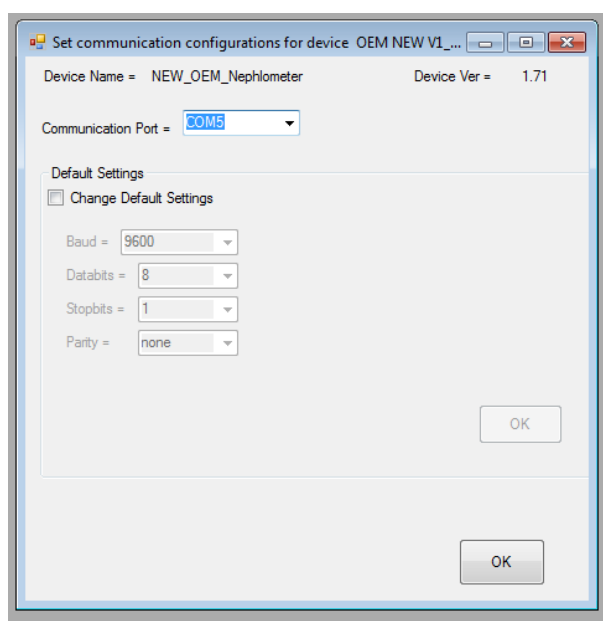 Set communication configurations for device OEM NEW V1_...
Device Name = NEW_OEM_Nephlometer Device Ver = 1.71
Communication Port = COM5
Default Settings
Change Default Settings
Baud = 9600
Databits = 8
Stopbits = 1
Parity = none
OK
OK